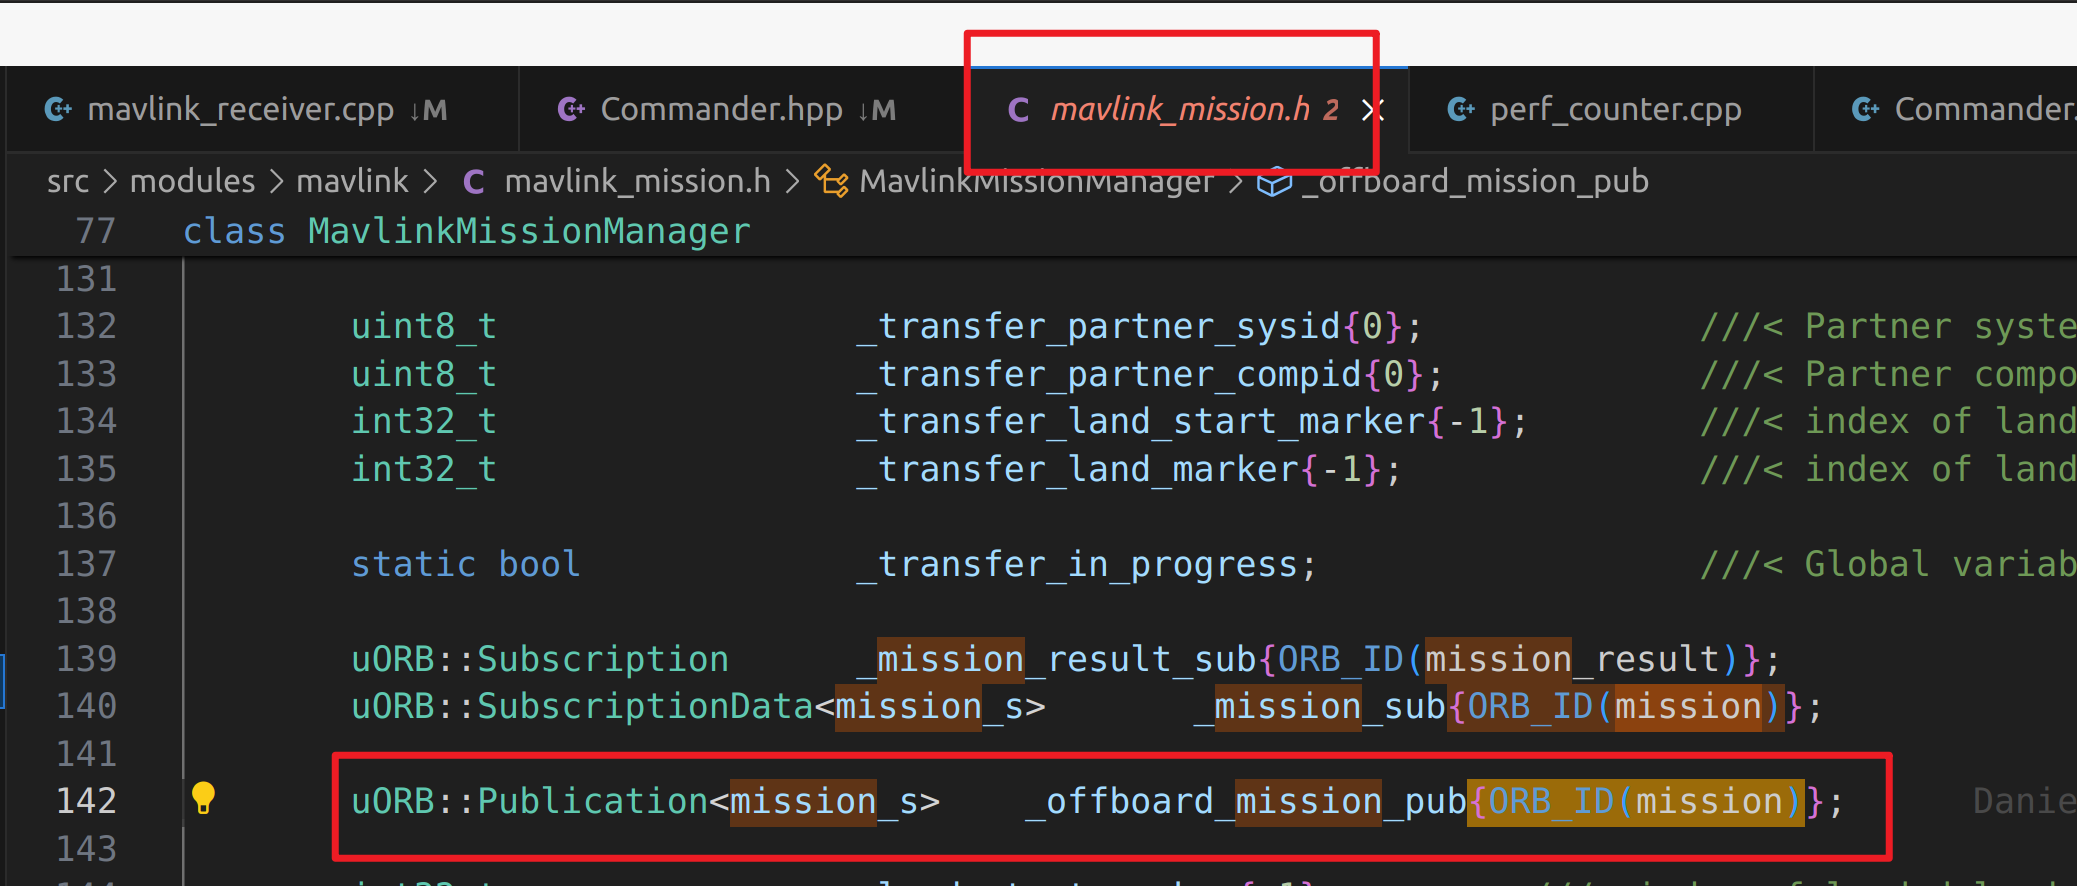 mavlink_receiver.cpp ↓M Commander.hpp ↓M mavlink_mission.h 2 × perf_counter.cpp Commander.
src > modules > mavlink > C mavlink_mission.h > MavlinkMissionManager > _offboard_mission_pub
77 class MavlinkMissionManager
131
132 uint8_t _transfer_partner_sysid{0}; ///< Partner syste
133 uint8_t _transfer_partner_compid{0}; ///< Partner compo
134 int32_t _transfer_land_start_marker{-1}; ///< index of land
135 int32_t _transfer_land_marker{-1}; ///< index of land
136
137 static bool _transfer_in_progress; ///< Global variab
138
139 uORB::Subscription _mission_result_sub{ORB_ID(mission_result)};
140 uORB::SubscriptionData<mission_s> _mission_sub{ORB_ID(mission)};
141
142 uORB::Publication<mission_s> _offboard_mission_pub{ORB_ID(mission)}; Danie
143